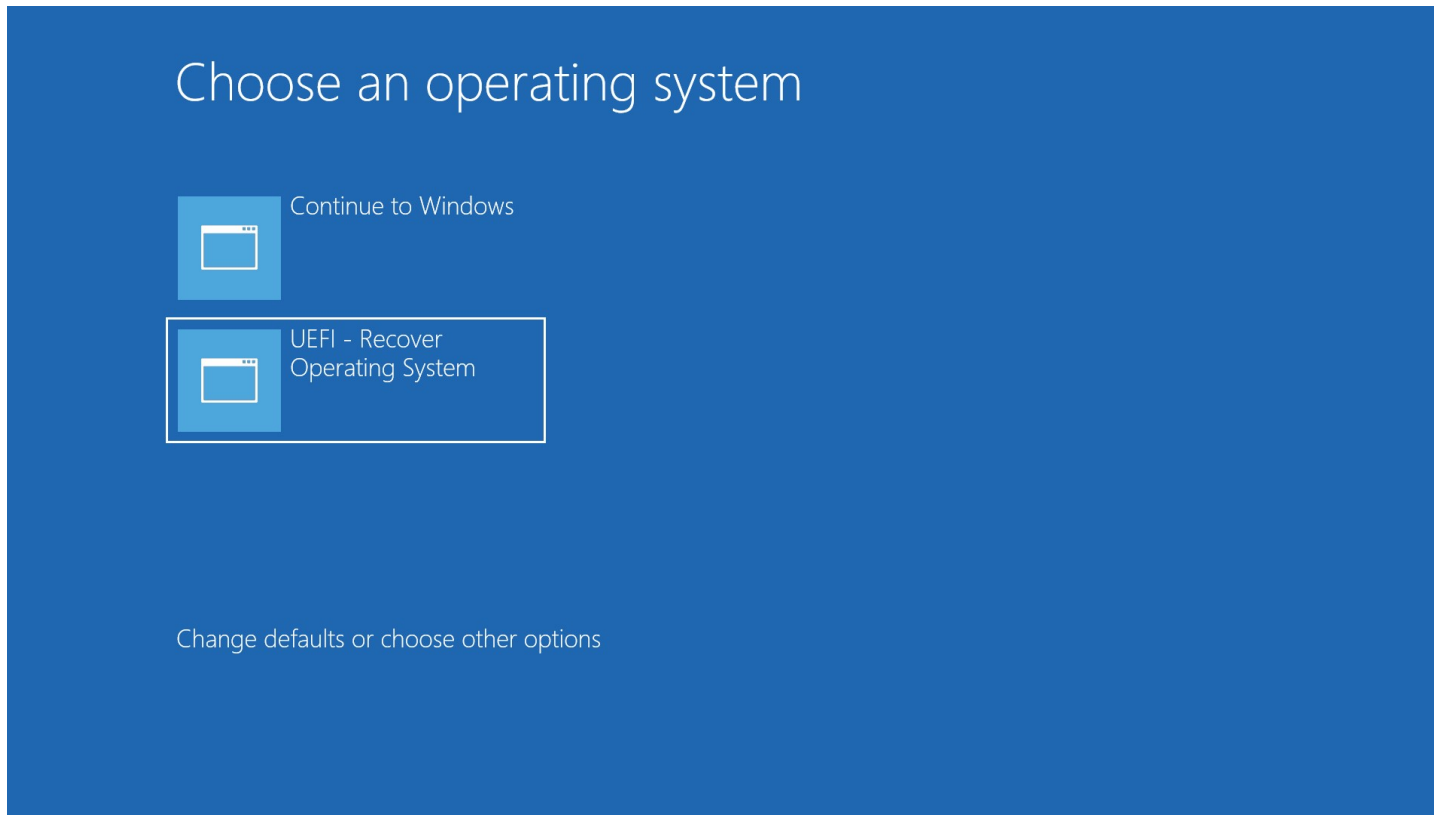 Choose an operating system
Continue to Windows
UEFI - Recover
Operating System
Change defaults or choose other options